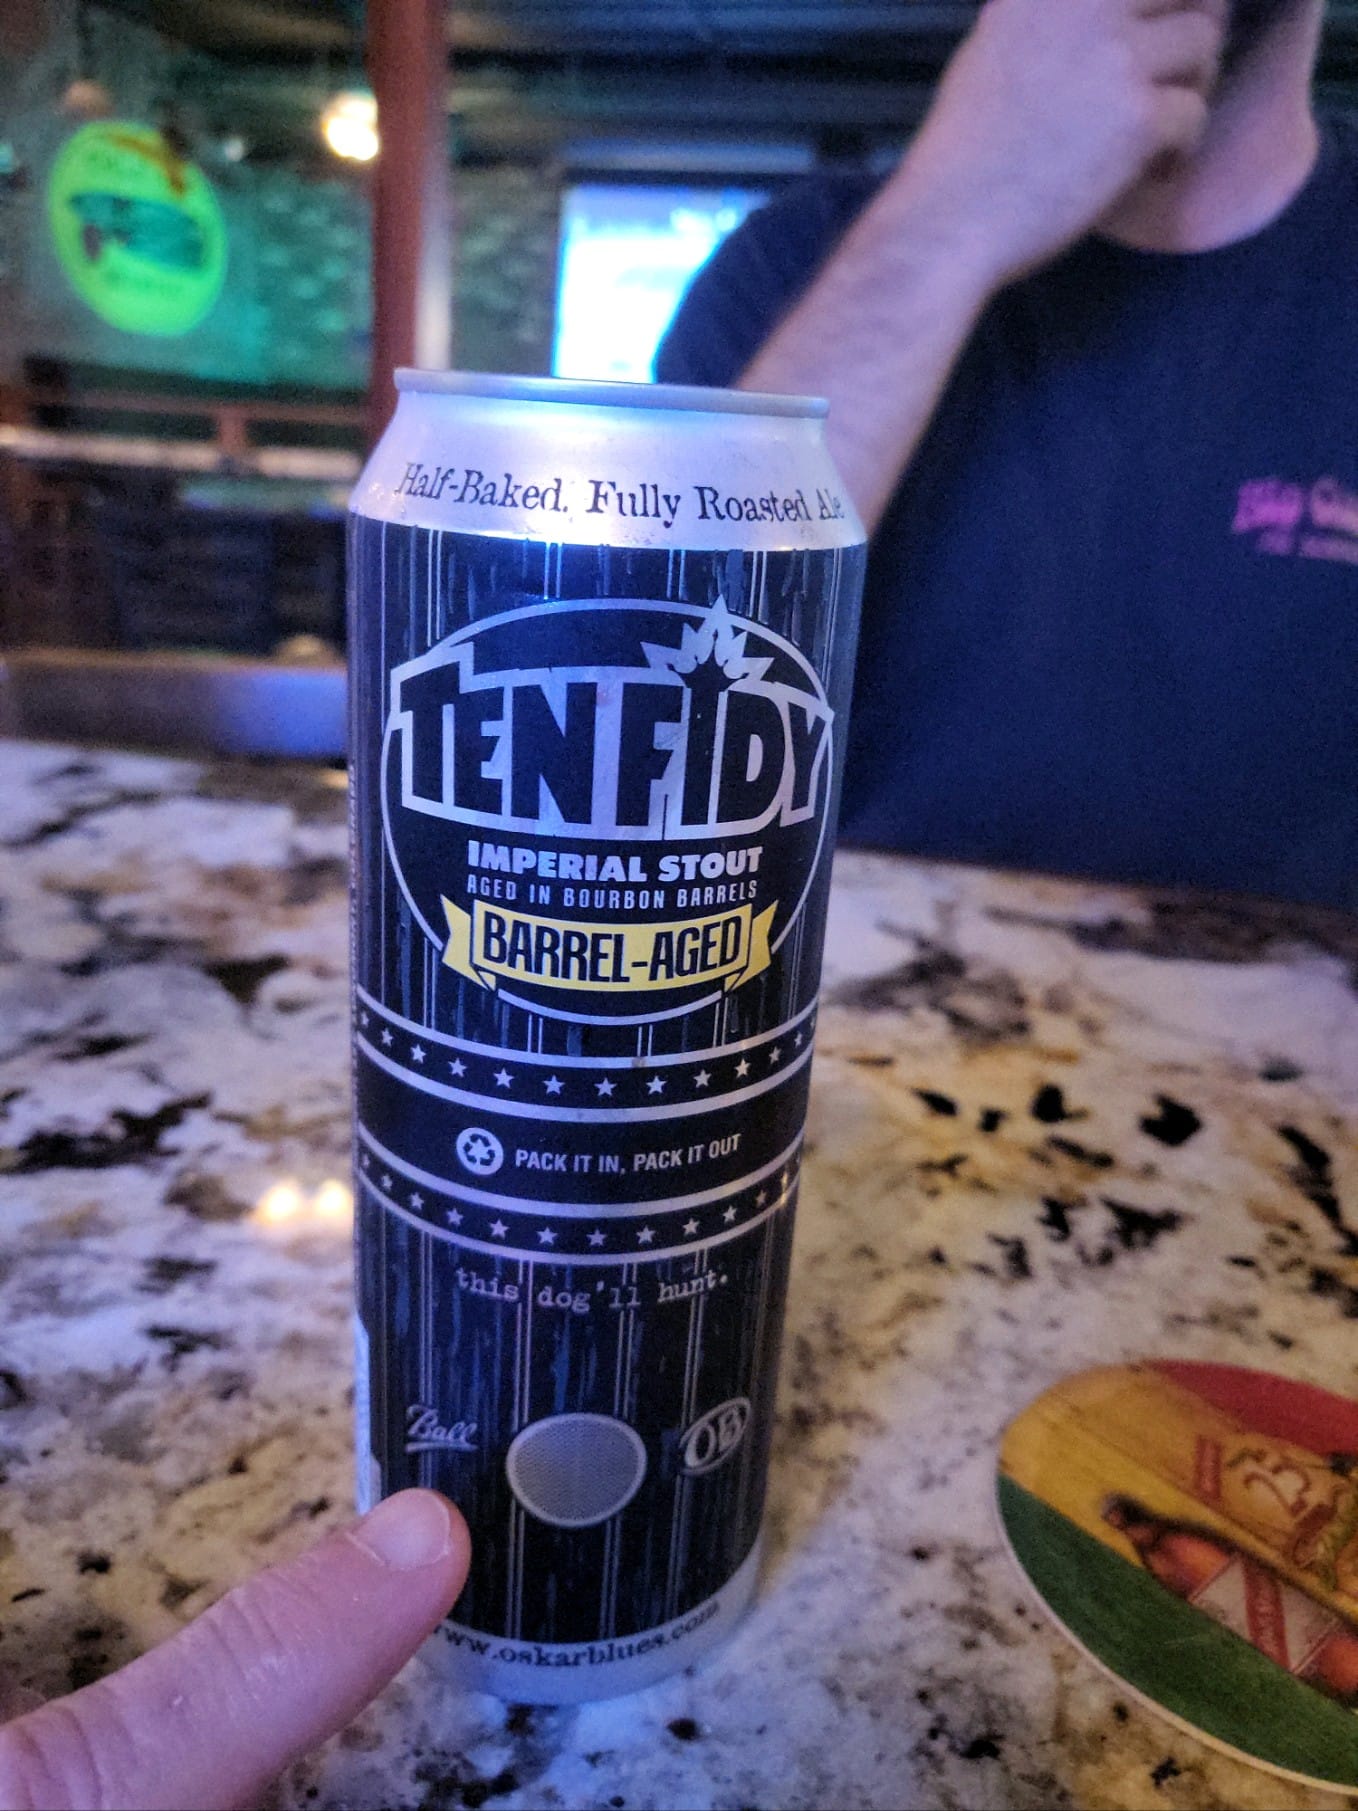 Half-Baked. Fully Roasted Ale
TENFIDY
IMPERIAL STOUT
AGED IN BOURBON BARRELS
BARREL-AGED
PACK IT IN, PACK IT OUT
this dog'll hunt.
Ball
OB
www.oskarblues.com